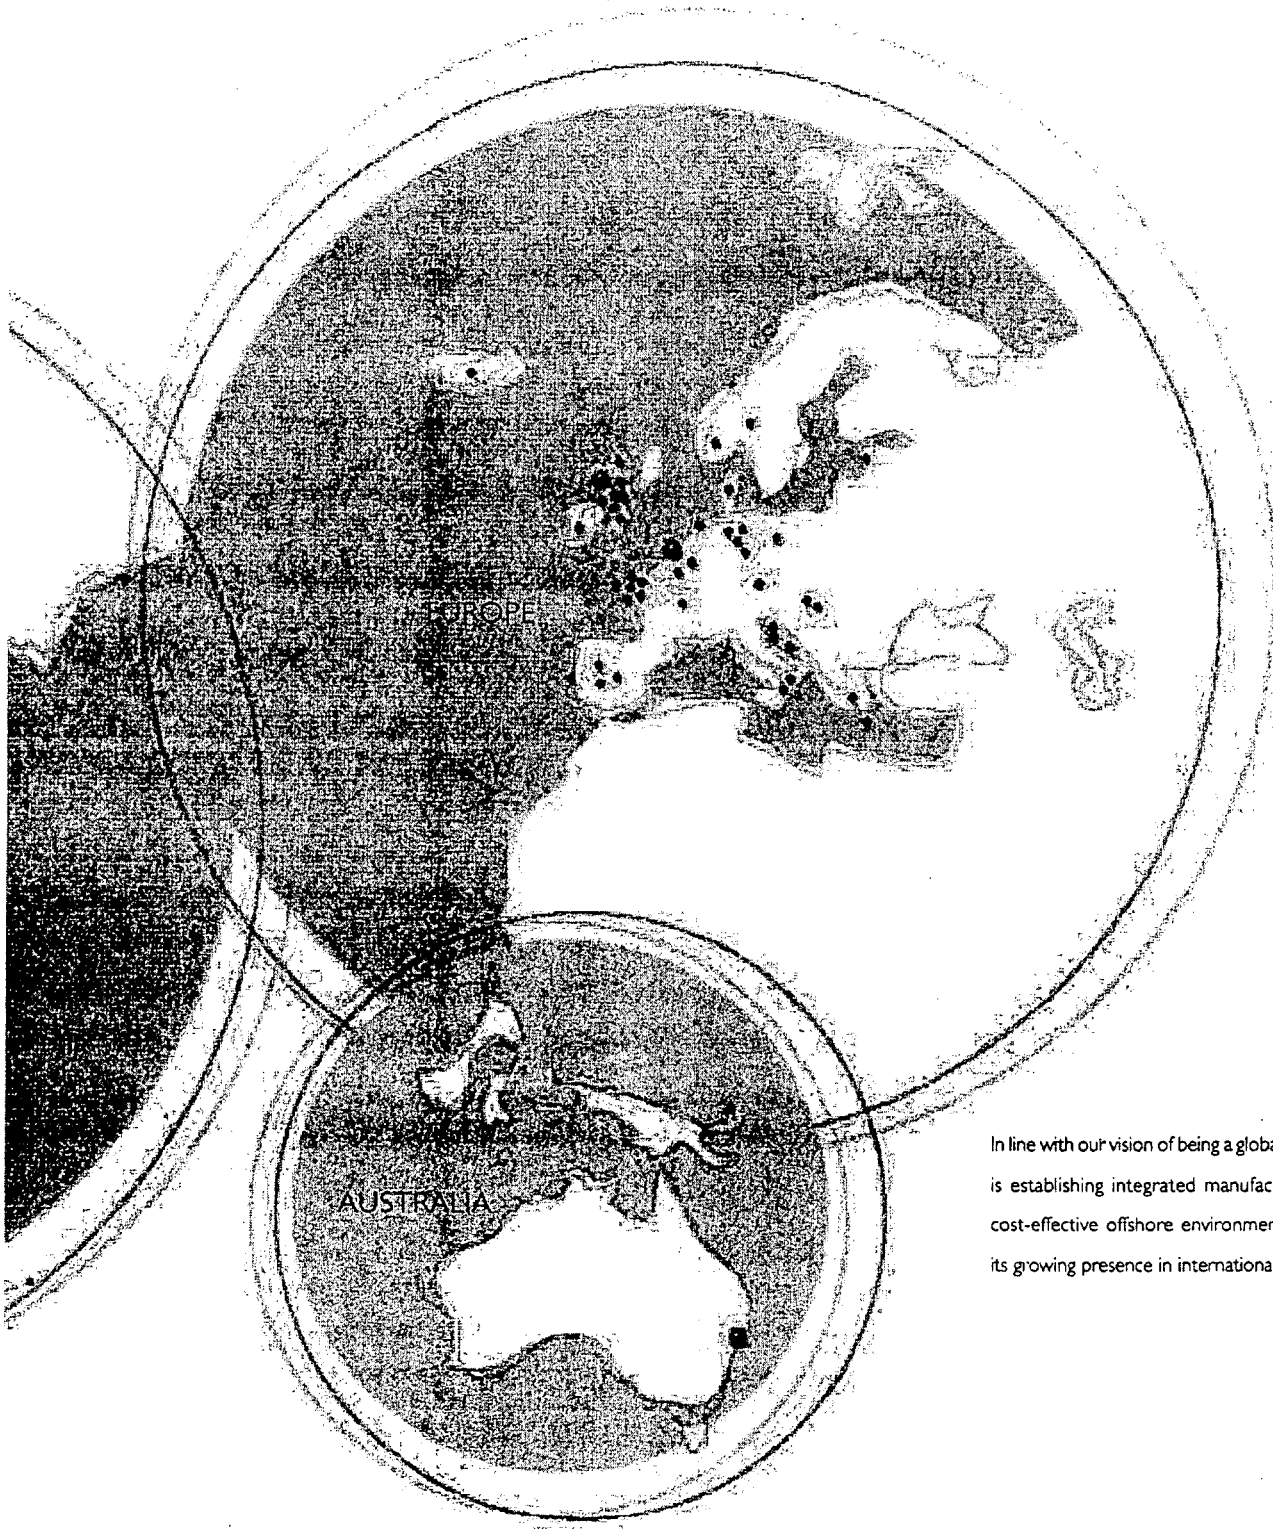 EUROPE
AUSTRALIA
In line with our vision of being a globa
is establishing integrated manufac
cost-effective offshore environmen
its growing presence in internationa